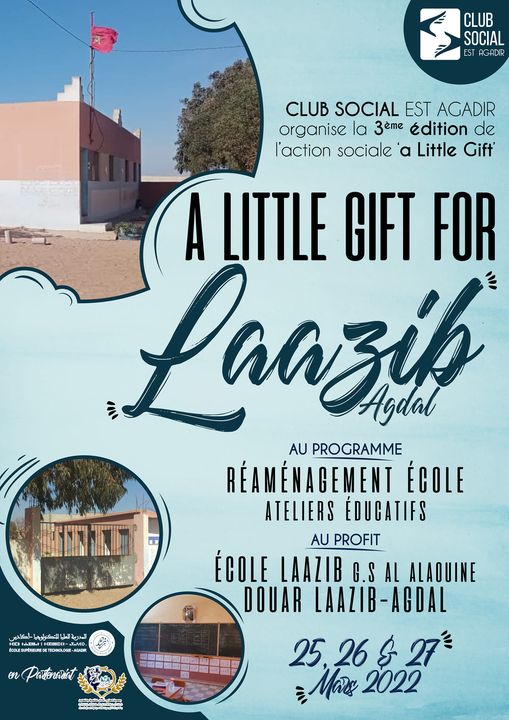 CLUB
SOCIAL
EST AGADIR
CLUB SOCIAL EST AGADIR
organise la 3ème édition de
l'action sociale ‘a Little Gift’
A LITTLE GIFT FOR
Laazib
Agdal
AU PROGRAMME
RÉAMÉNAGEMENT ÉCOLE
ATELIERS ÉDUCATIFS
AU PROFIT
ÉCOLE LAAZIB G.S AL ALAOUINE
DOUAR LAAZIB-AGDAL
25, 26 & 27
Mars 2022
المدرسة العليا للتكنولوجيا - أكادير
ÉCOLE SUPÉRIEURE DE TECHNOLOGIE - AGADIR
en Partenariat